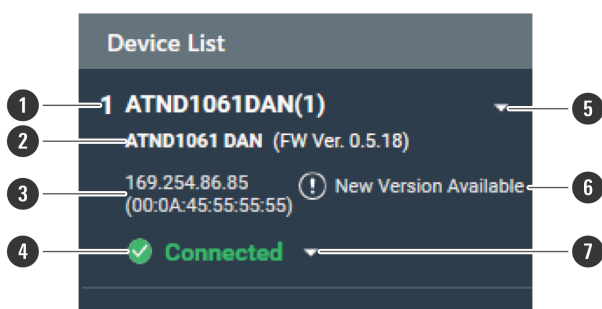 Device List
1 1 ATND1061DAN(1) 5
2 ATND1061 DAN (FW Ver. 0.5.18)
3 169.254.86.85 ! New Version Available 6
(00:0A:45:55:55:55)
4 Connected 7